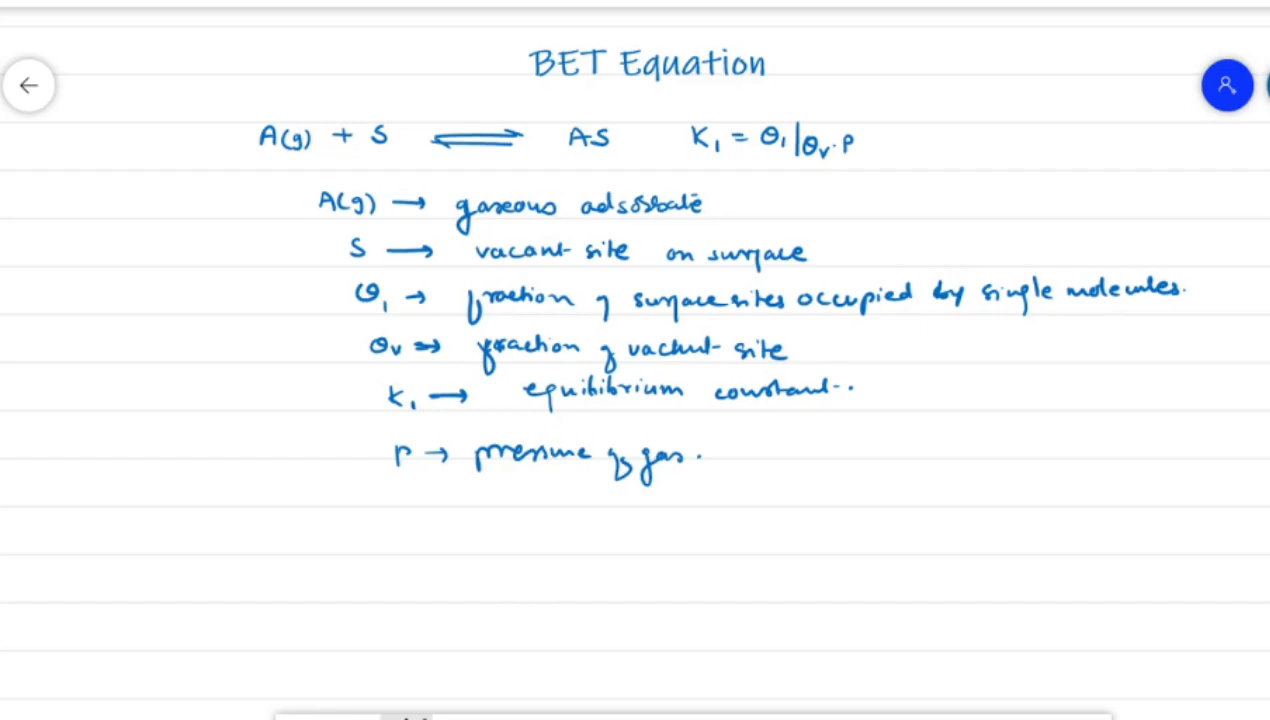 BET Equation
A(g) + S ⇌ AS K₁ = θ₁|θᵥ.P
A(g) → gaseous adsorbate
S → vacant site on surface
θ₁ → fraction of surface sites occupied by single molecules.
θᵥ → fraction of vacant site
K₁ → equilibrium constant.
P → pressure of gas.